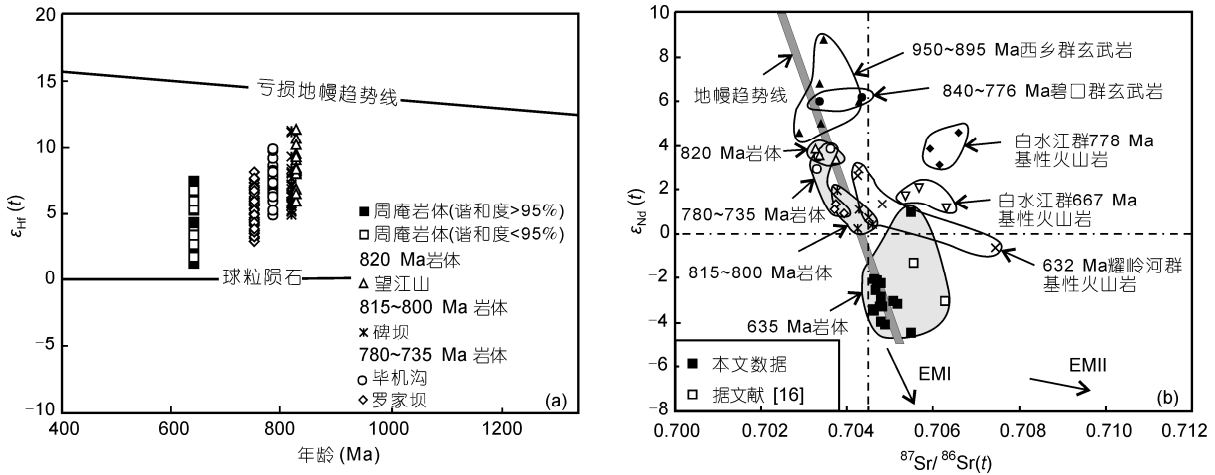 20
15
10
5
0
−5
−10
εHf (t)
400
600
800
1000
1200
年龄 (Ma)
亏损地幔趋势线
球粒陨石
周庵岩体(谐和度>95%)
周庵岩体(谐和度<95%)
820 Ma岩体
望江山
815~800 Ma 岩体
碑坝
780~735 Ma 岩体
毕机沟
罗家坝
(a)
10
8
6
4
2
0
−2
−4
−6
−8
εNd (t)
0.700
0.702
0.704
0.706
0.708
0.710
0.712
87Sr/ 86Sr(t)
950~895 Ma西乡群玄武岩
地幔趋势线
840~776 Ma碧口群玄武岩
白水江群778 Ma
基性火山岩
820 Ma岩体
白水江群667 Ma
基性火山岩
780~735 Ma岩体
815~800 Ma岩体
632 Ma耀岭河群
基性火山岩
635 Ma岩体
本文数据
据文献 [16]
EMI
EMII
(b)